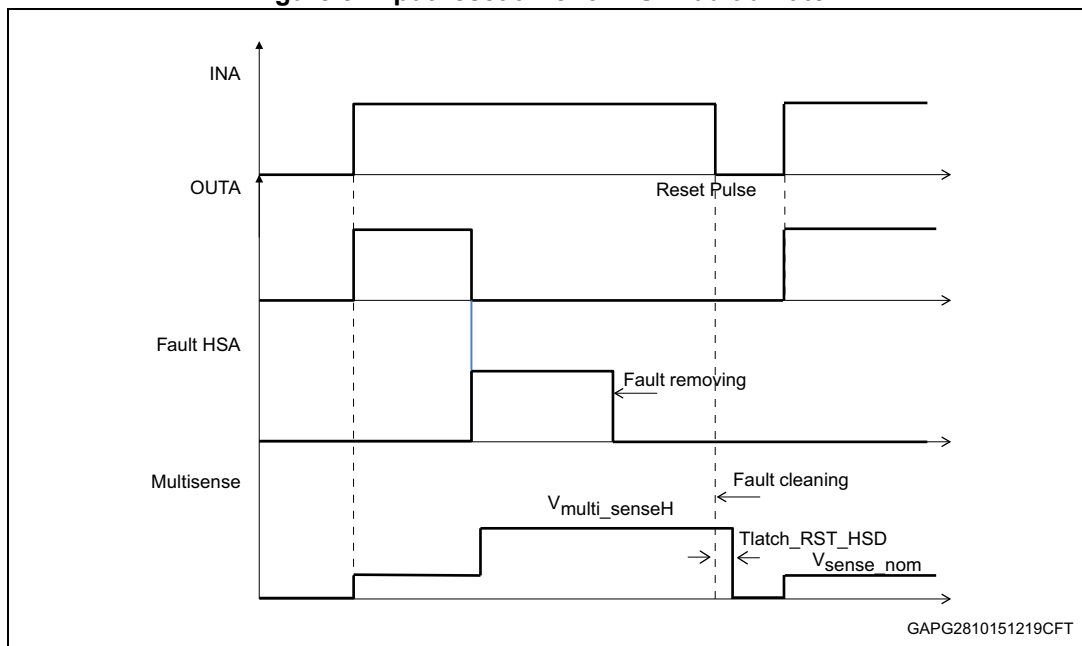 INA
OUTA
Reset Pulse
Fault HSA
Fault removing
Multisense
Fault cleaning
Vmulti_senseH
Tlatch_RST_HSD
Vsense_nom
GAPG2810151219CFT